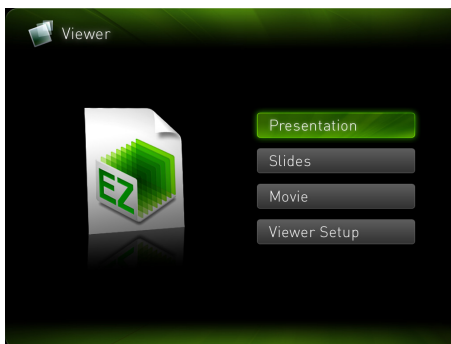 Viewer
EZ
Presentation
Slides
Movie
Viewer Setup